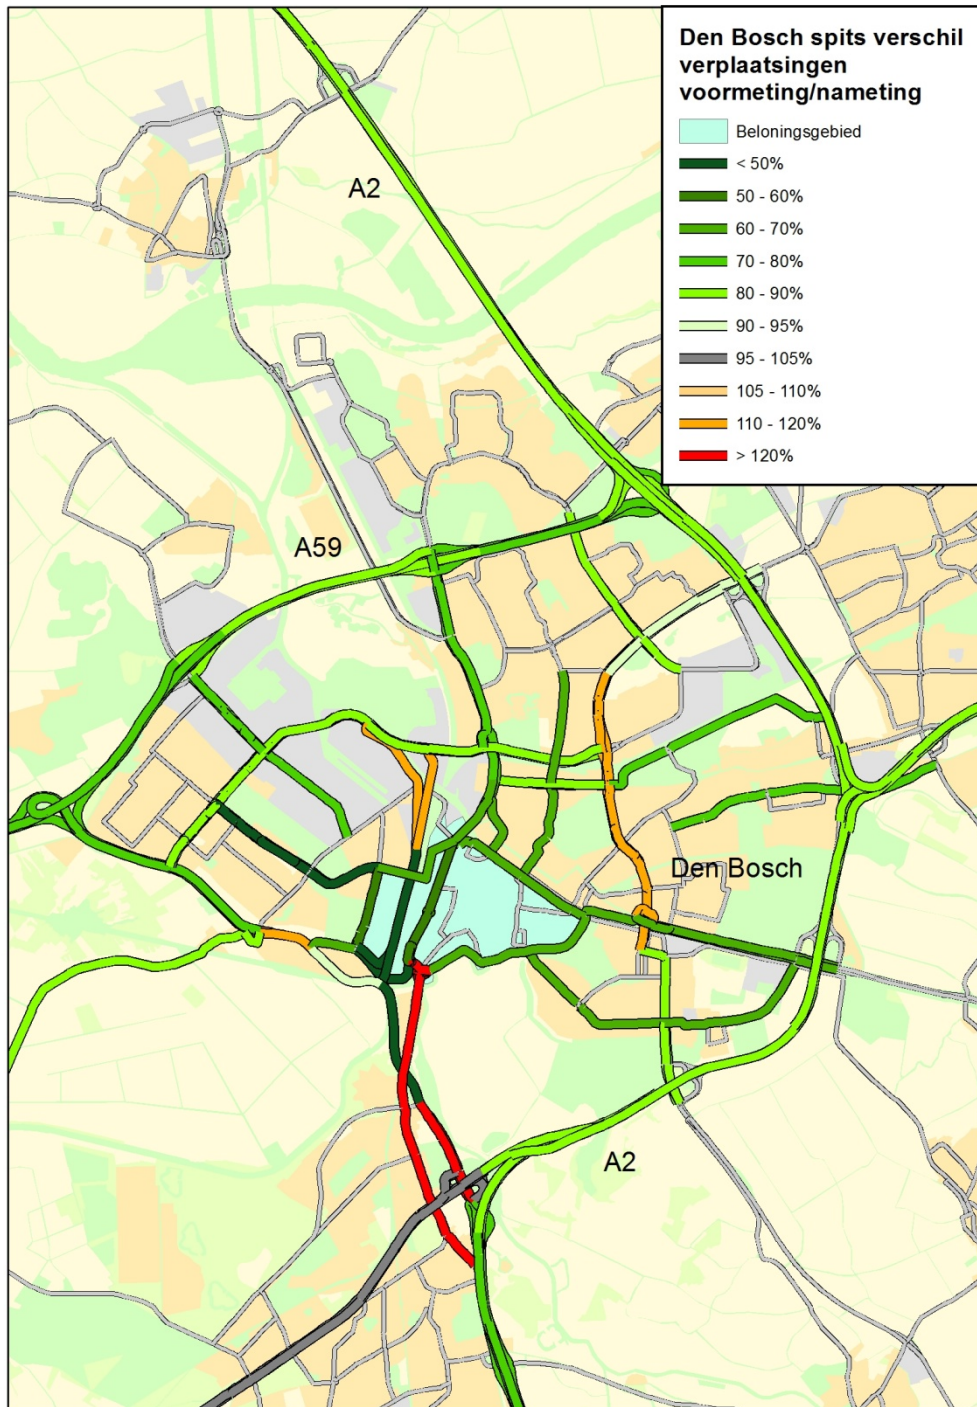 Den Bosch spits verschil
verplaatsingen
voormeting/nameting
Beloningsgebied
< 50%
50 - 60%
60 - 70%
70 - 80%
80 - 90%
90 - 95%
95 - 105%
105 - 110%
110 - 120%
> 120%
A2
A59
Den Bosch
A2